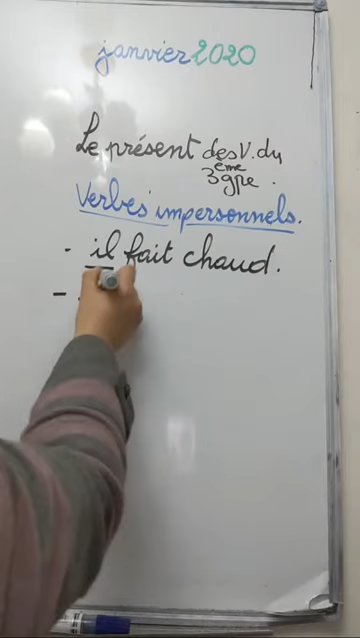 janvier 2020
Le présent des V. du
3ème gpe.
Verbes impersonnels.
- il fait chaud.
-